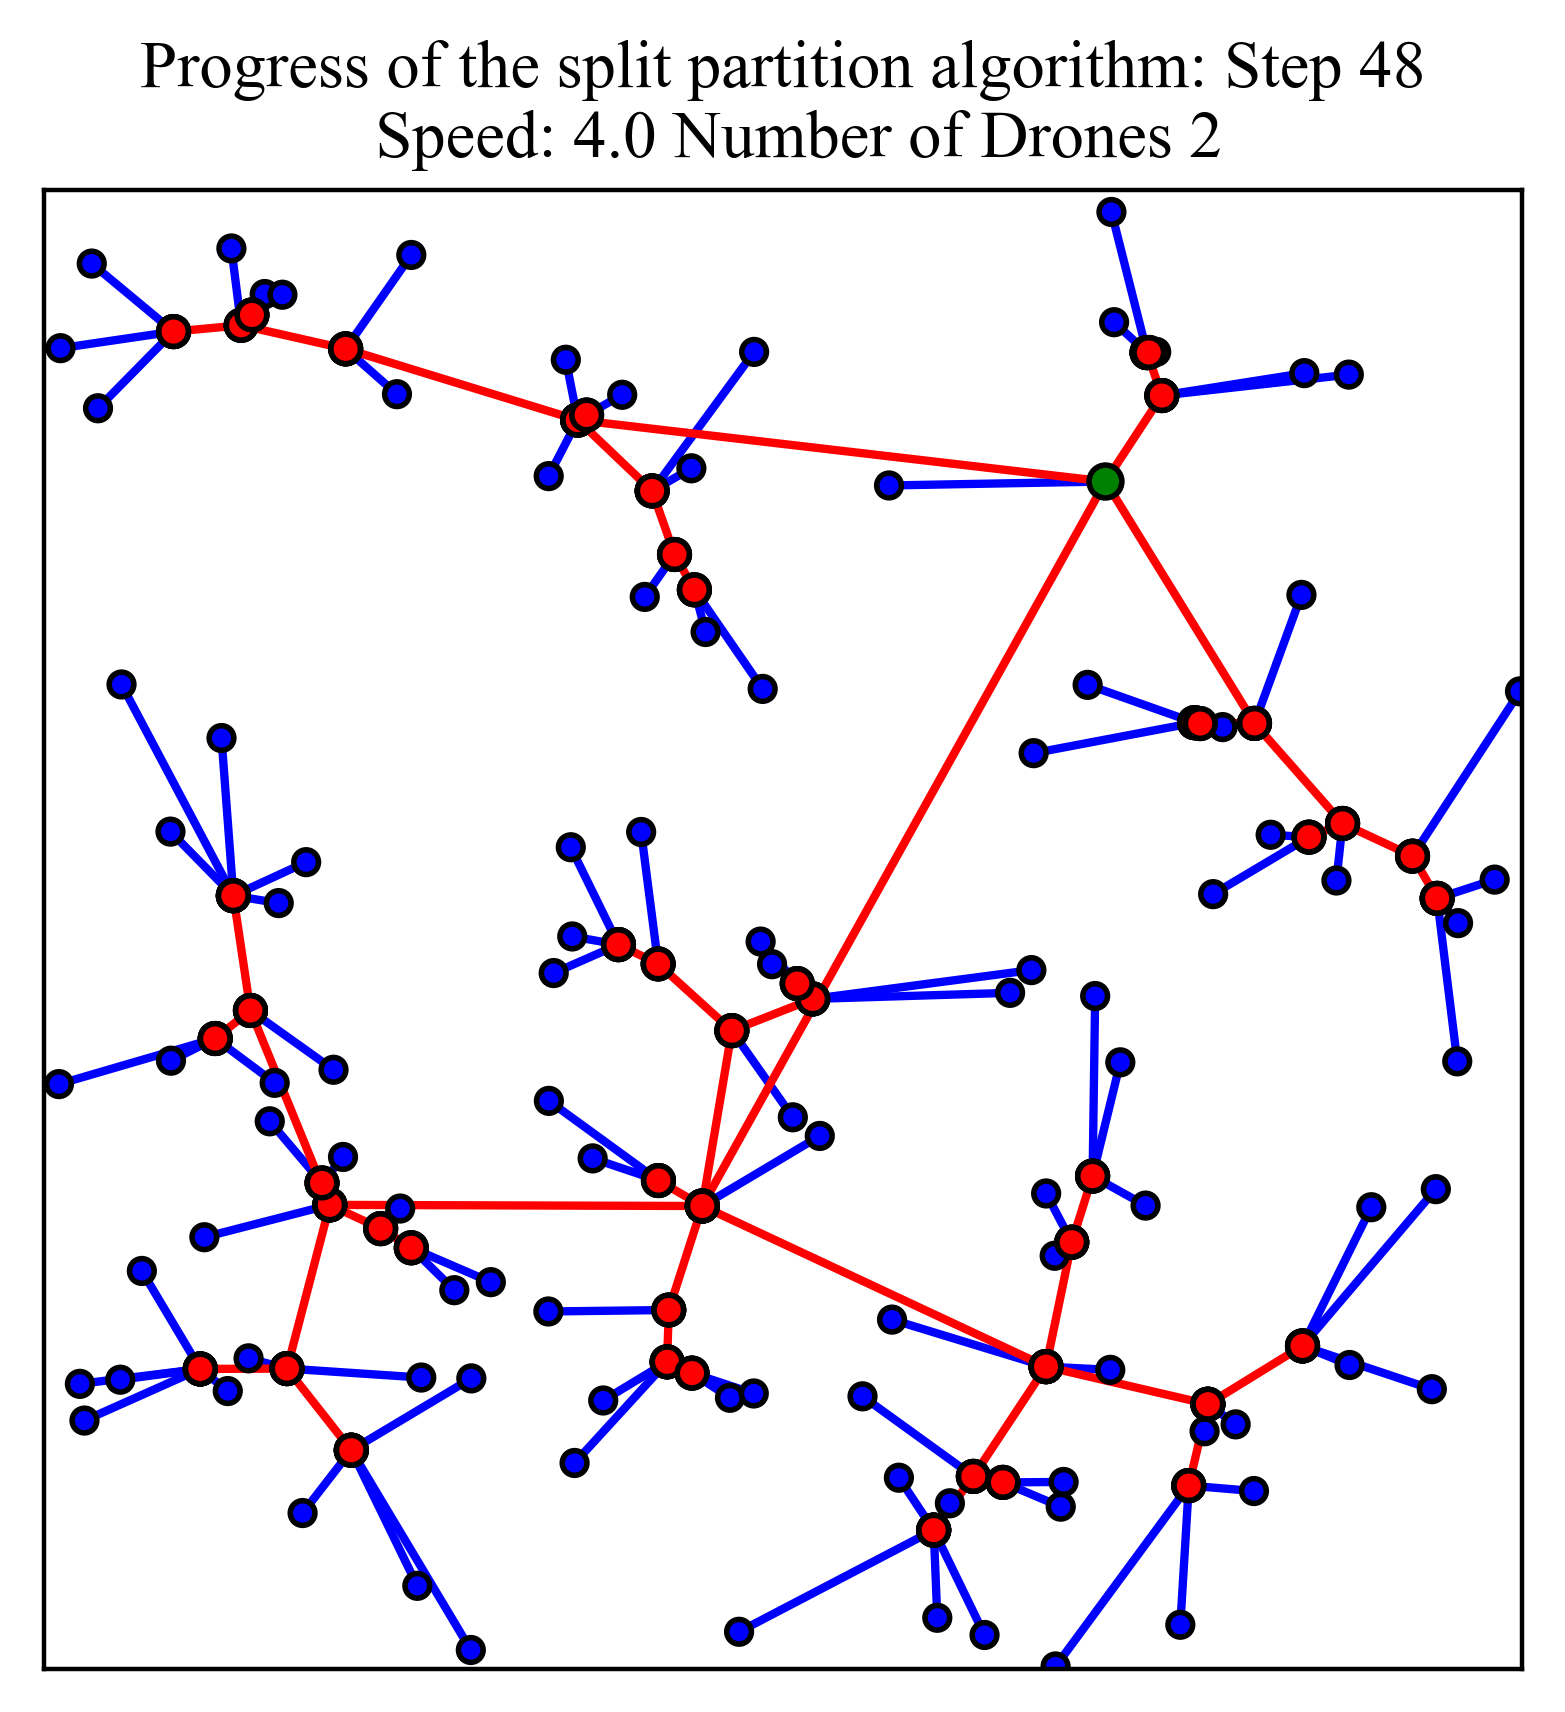 Progress of the split partition algorithm: Step 48
Speed: 4.0 Number of Drones 2